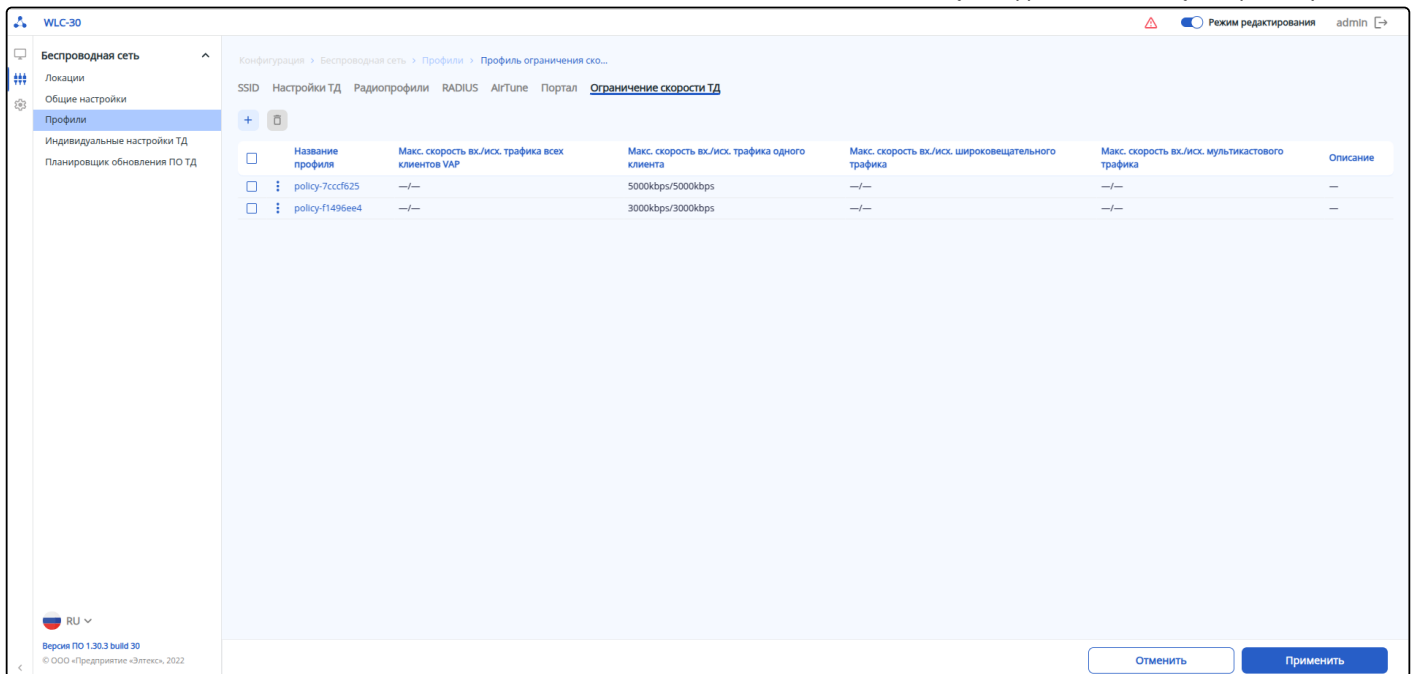 WLC-30
Режим редактирования
admin
Беспроводная сеть
Локации
Общие настройки
Профили
Индивидуальные настройки ТД
Планировщик обновления ПО ТД
Конфигурация > Беспроводная сеть > Профили > Профиль ограничения ско...
SSID Настройки ТД Радиопрофили RADIUS AirTune Портал Ограничение скорости ТД
Название профиля
Макс. скорость вх./исх. трафика всех клиентов VAP
Макс. скорость вх./исх. трафика одного клиента
Макс. скорость вх./исх. широковещательного трафика
Макс. скорость вх./исх. мультикастового трафика
Описание
policy-7cccf625 —/— 5000kbps/5000kbps —/— —/— —
policy-f1496ee4 —/— 3000kbps/3000kbps —/— —/— —
RU
Версия ПО 1.30.3 build 30
© ООО «Предприятие «Элтекс», 2022
Отменить
Применить